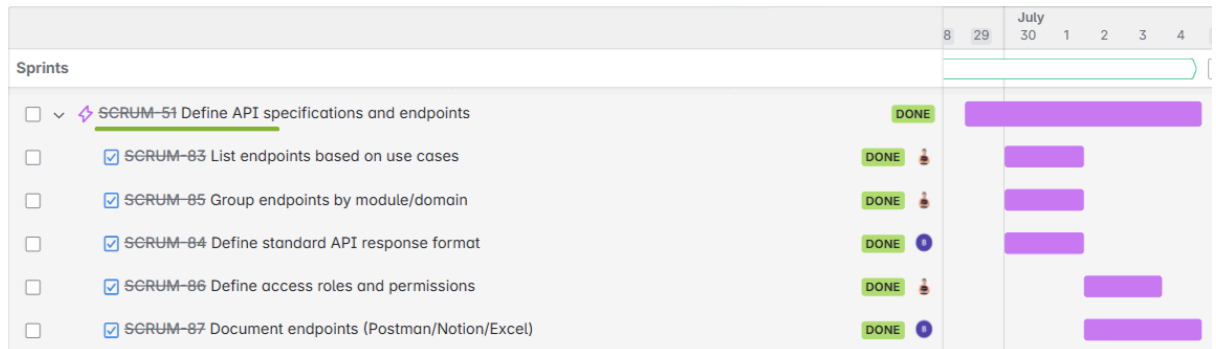 July
8 29 30 1 2 3 4
Sprints
SCRUM-51 Define API specifications and endpoints DONE
SCRUM-83 List endpoints based on use cases DONE
SCRUM-85 Group endpoints by module/domain DONE
SCRUM-84 Define standard API response format DONE
SCRUM-86 Define access roles and permissions DONE
SCRUM-87 Document endpoints (Postman/Notion/Excel) DONE